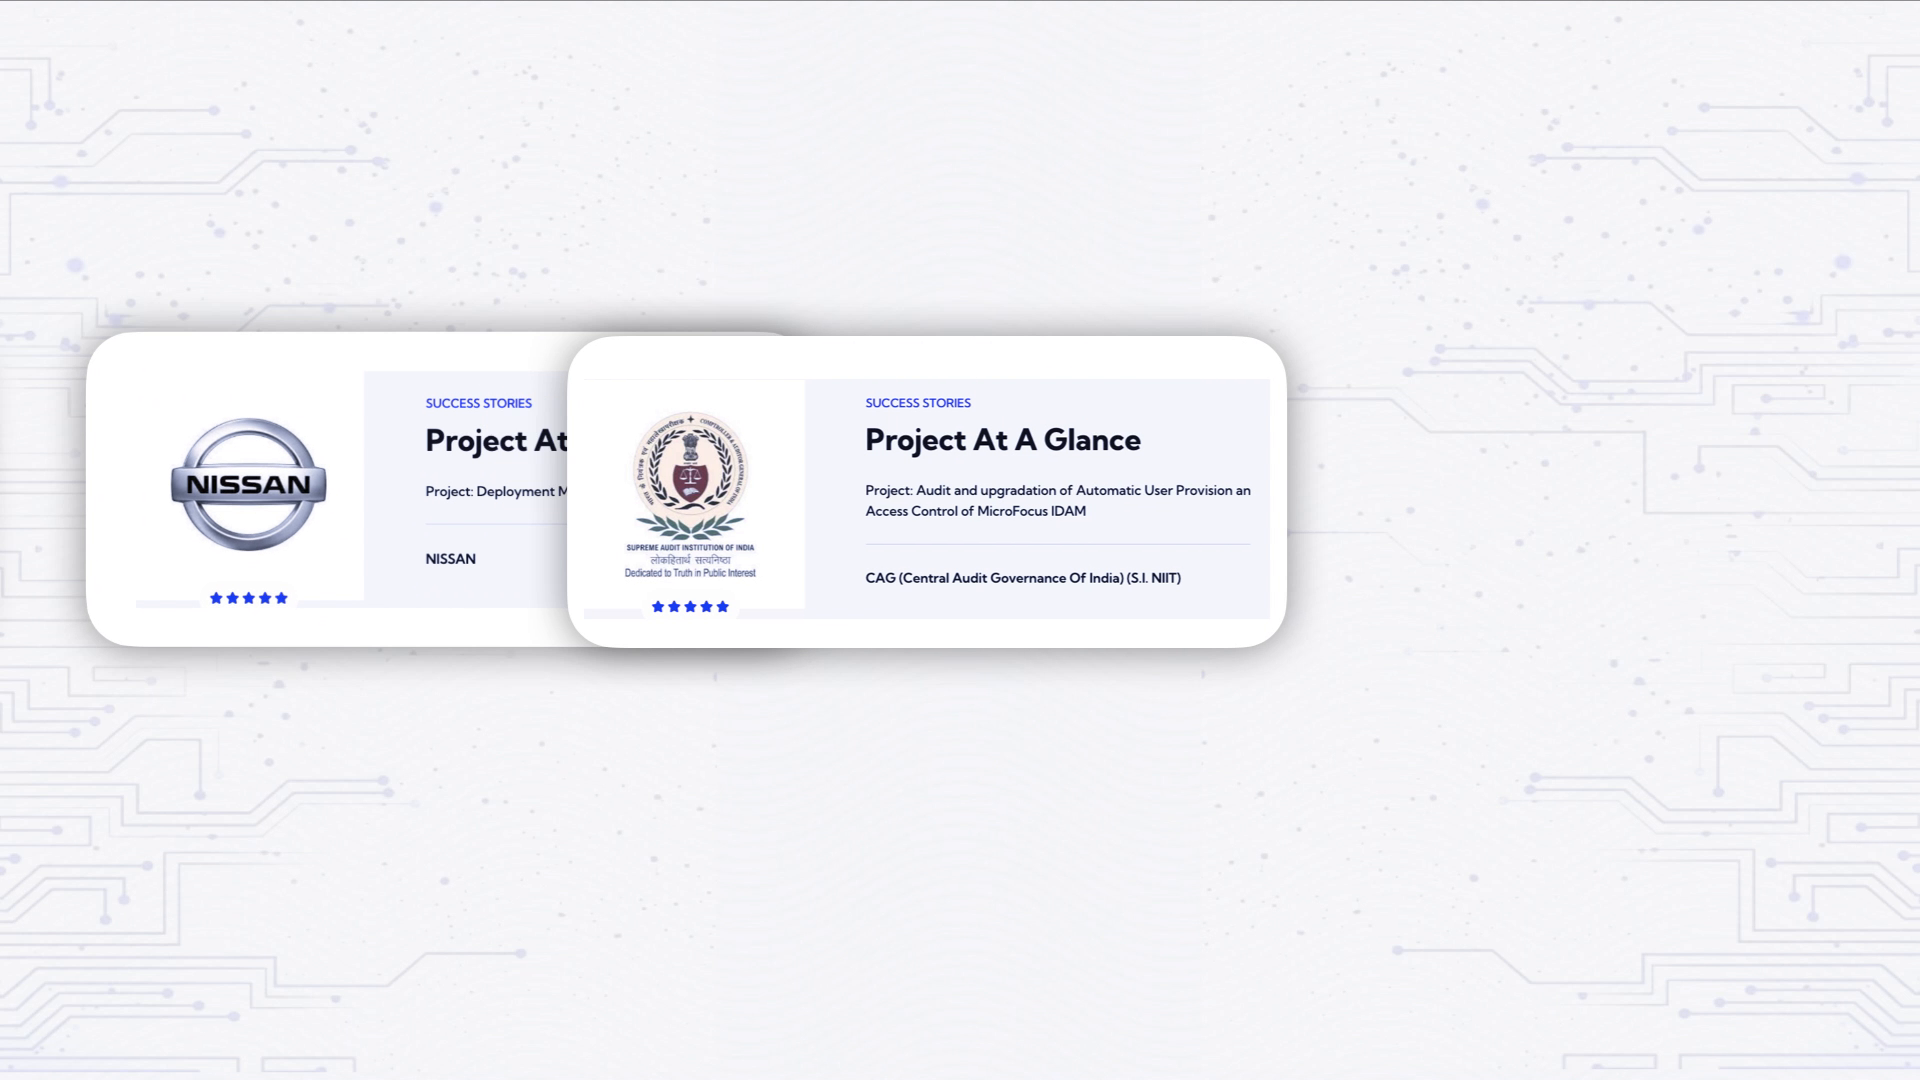 NISSAN
SUCCESS STORIES
Project At
Project: Deployment M
NISSAN
SUPREME AUDIT INSTITUTION OF INDIA
लोकहितार्थ सत्यनिष्ठा
Dedicated to Truth in Public Interest
SUCCESS STORIES
Project At A Glance
Project: Audit and upgradation of Automatic User Provision an
Access Control of MicroFocus IDAM
CAG (Central Audit Governance Of India) (S.I. NIIT)